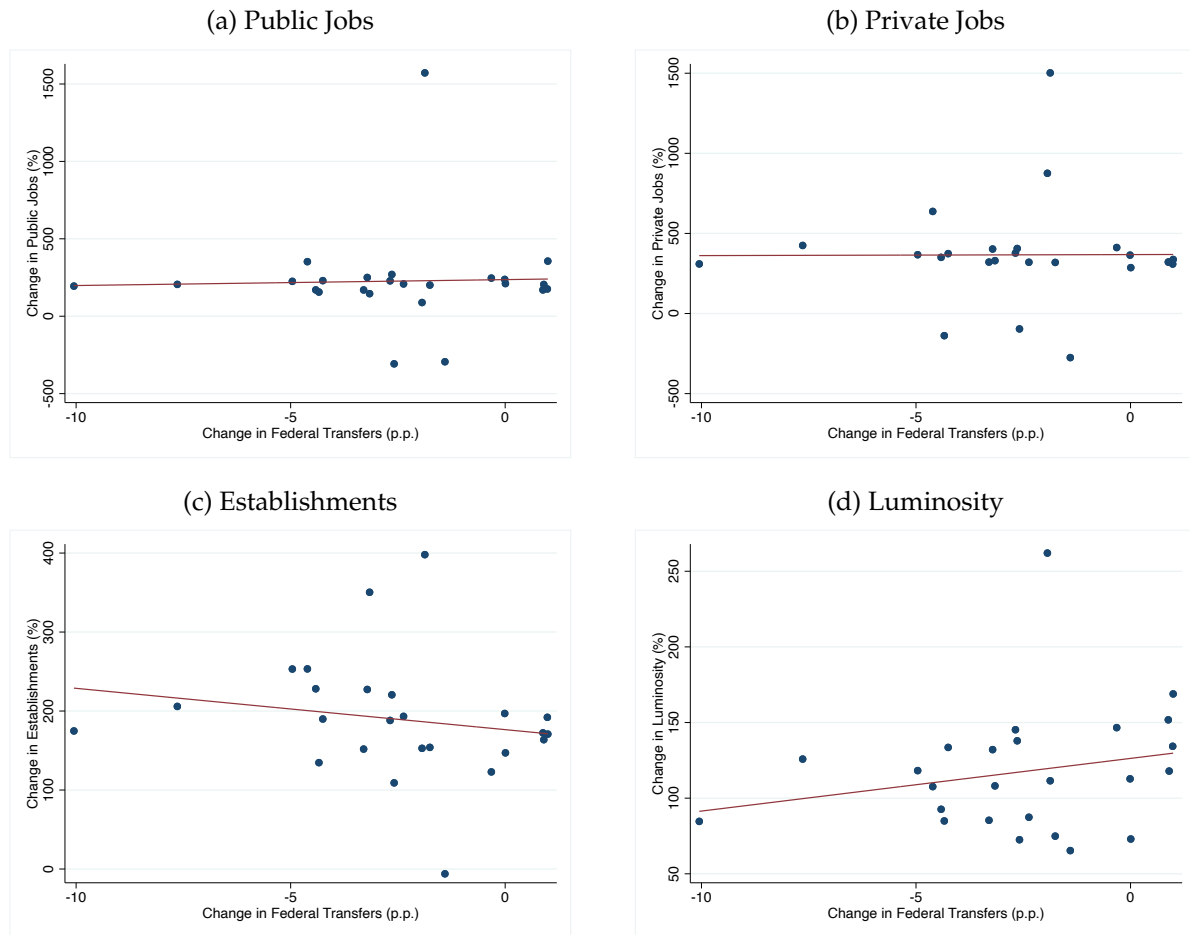 (a) Public Jobs
1500
1000
500
0
-500
Change in Public Jobs (%)
-10
-5
0
Change in Federal Transfers (p.p.)
(b) Private Jobs
1500
1000
500
0
-500
Change in Private Jobs (%)
-10
-5
0
Change in Federal Transfers (p.p.)
(c) Establishments
400
300
200
100
0
Change in Establishments (%)
-10
-5
0
Change in Federal Transfers (p.p.)
(d) Luminosity
250
200
150
100
50
Change in Luminosity (%)
-10
-5
0
Change in Federal Transfers (p.p.)